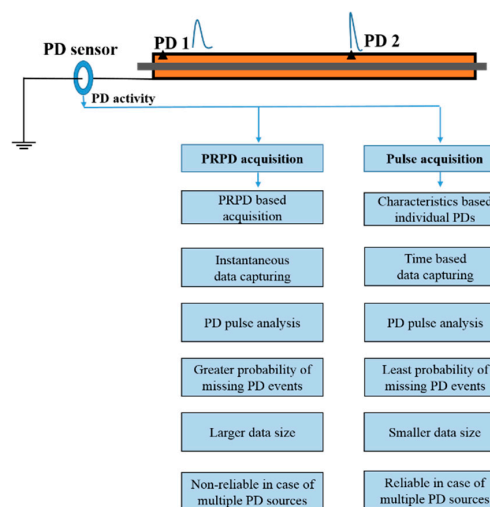 PD 1
PD 2
PD sensor
PD activity
PRPD acquisition
Pulse acquisition
PRPD based
acquisition
Characteristics based
individual PDs
Instantaneous
data capturing
Time based
data capturing
PD pulse analysis
PD pulse analysis
Greater probability of
missing PD events
Least probability of
missing PD events
Larger data size
Smaller data size
Non-reliable in case of
multiple PD sources
Reliable in case of
multiple PD sources